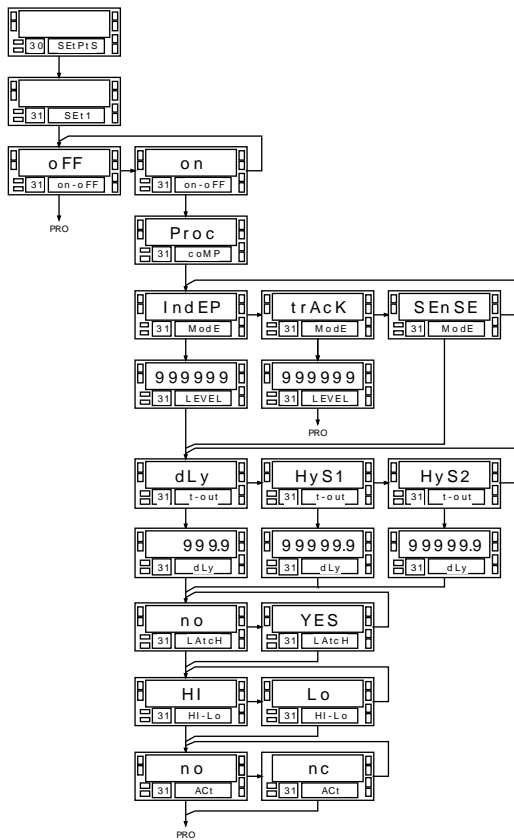 30 SEtPtS
31 SEt1
oFF on
31 on-oFF 31 on-oFF
PRO
Proc
31 coMP
IndEP trAcK SEnSE
31 ModE 31 ModE 31 ModE
999999 999999
31 LEVEL 31 LEVEL
PRO
dLy HyS1 HyS2
31 t-out 31 t-out 31 t-out
999.9 99999.9 99999.9
31 dLy 31 dLy 31 dLy
no YES
31 LAtcH 31 LAtcH
HI Lo
31 HI-Lo 31 HI-Lo
no nc
31 ACt 31 ACt
PRO